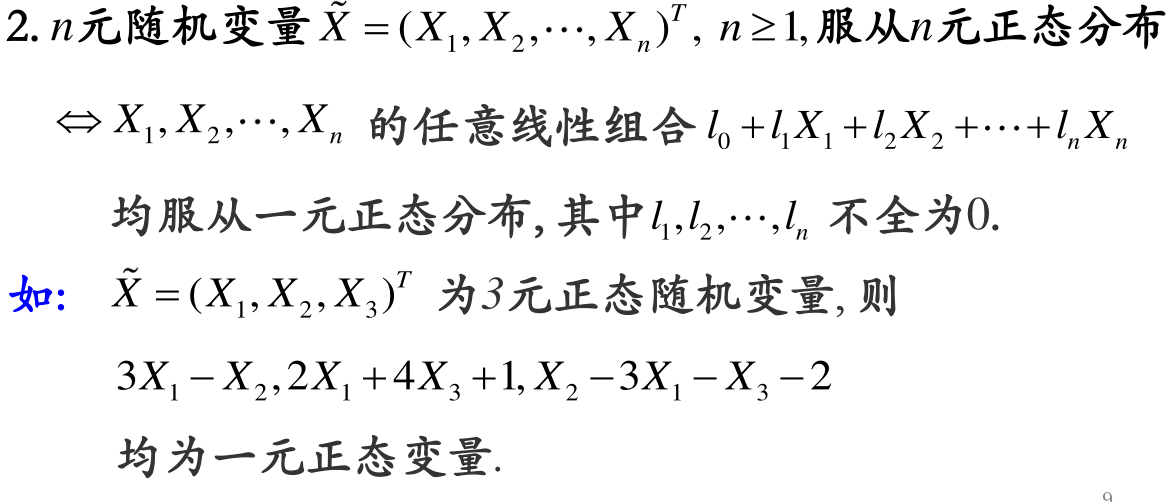 2. n元随机变量 X̃ = (X₁, X₂, ⋯, Xₙ)ᵀ, n ≥ 1, 服从n元正态分布
⇔ X₁, X₂, ⋯, Xₙ 的任意线性组合 l₀ + l₁X₁ + l₂X₂ + ⋯ + lₙXₙ
均服从一元正态分布, 其中 l₁, l₂, ⋯, lₙ 不全为0.
如: X̃ = (X₁, X₂, X₃)ᵀ 为3元正态随机变量, 则
3X₁ − X₂, 2X₁ + 4X₃ + 1, X₂ − 3X₁ − X₃ − 2
均为一元正态变量.
9